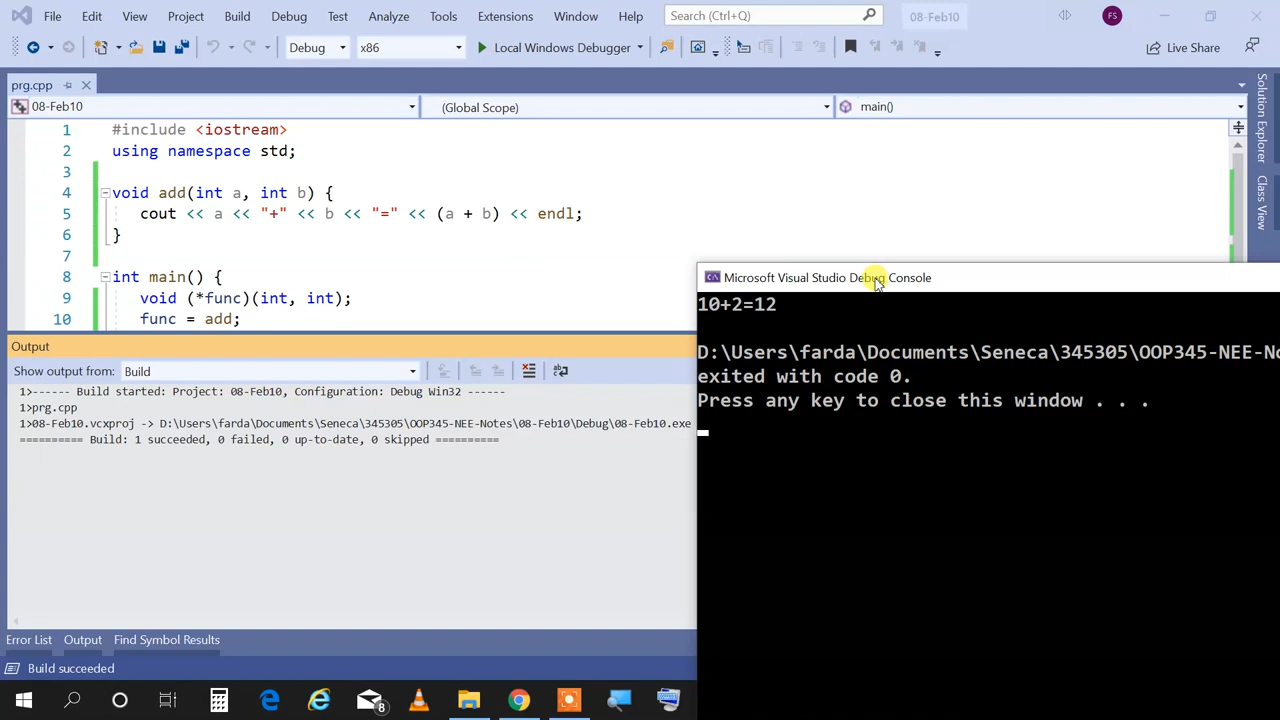 File Edit View Project Build Debug Test Analyze Tools Extensions Window Help Search (Ctrl+Q) 08-Feb10 FS
Debug x86 Local Windows Debugger Live Share
prg.cpp
08-Feb10 (Global Scope) main()
1 #include <iostream>
2 using namespace std;
3
4 void add(int a, int b) {
5 cout << a << "+" << b << "=" << (a + b) << endl;
6 }
7
8 int main() {
9 void (*func)(int, int);
10 func = add;
Solution Explorer
Class View
Output
Show output from: Build
1>------ Build started: Project: 08-Feb10, Configuration: Debug Win32 ------
1>prg.cpp
1>08-Feb10.vcxproj -> D:\Users\farda\Documents\Seneca\345305\OOP345-NEE-Notes\08-Feb10\Debug\08-Feb10.exe
========== Build: 1 succeeded, 0 failed, 0 up-to-date, 0 skipped ==========
Microsoft Visual Studio Debug Console
10+2=12
D:\Users\farda\Documents\Seneca\345305\OOP345-NEE-No
exited with code 0.
Press any key to close this window . . .
Error List Output Find Symbol Results
Build succeeded
8